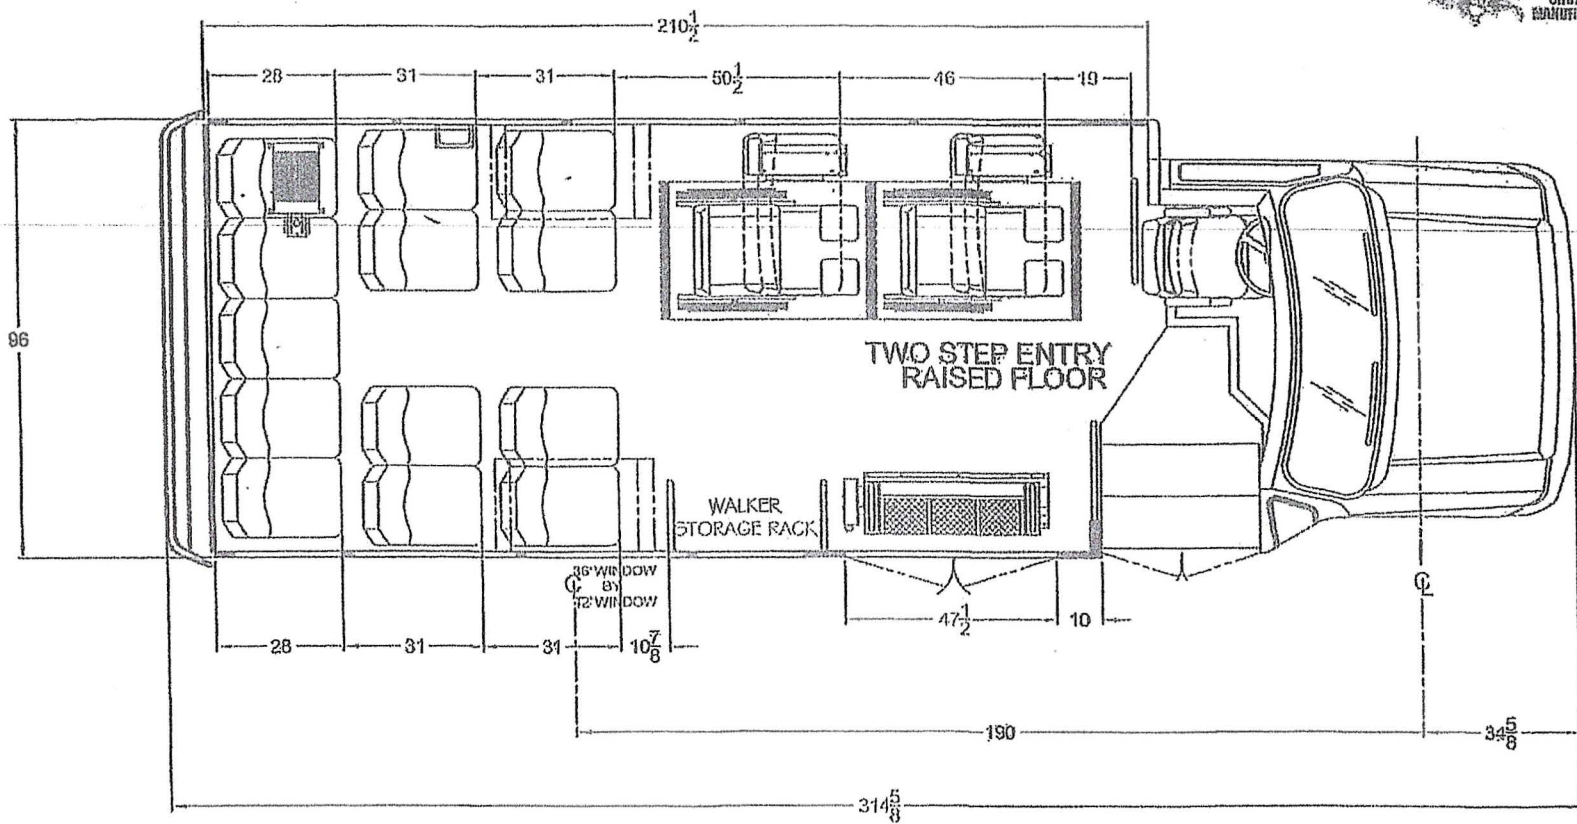 MANUF
210 1/2
28
31
31
50 1/2
46
19
96
TWO STEP ENTRY
RAISED FLOOR
WALKER
STORAGE RACK
36" WINDOW
BY
WINDOW
28
31
31
10 7/8
47 1/2
10
℄
℄
190
34 5/8
314 5/8